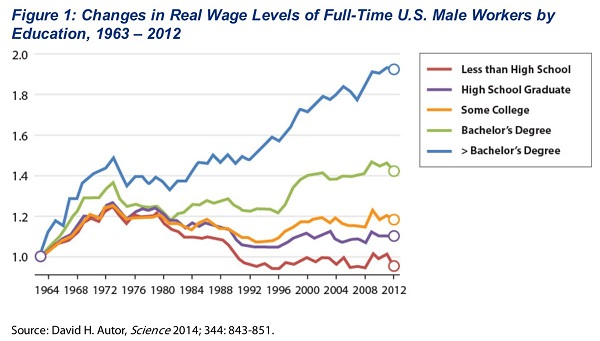 Figure 1: Changes in Real Wage Levels of Full-Time U.S. Male Workers by
Education, 1963 – 2012
2.0
1.8
1.6
1.4
1.2
1.0
1964 1968 1972 1976 1980 1984 1988 1992 1996 2000 2004 2008 2012
Less than High School
High School Graduate
Some College
Bachelor's Degree
> Bachelor's Degree
Source: David H. Autor, Science 2014; 344: 843-851.